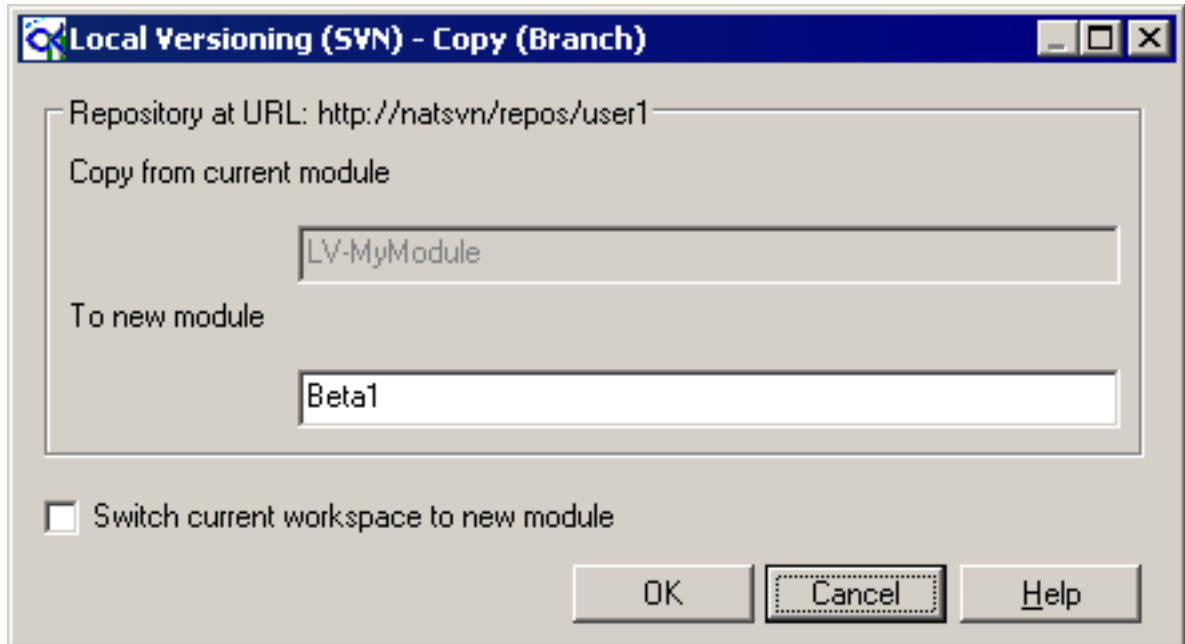 Local Versioning (SVN) - Copy (Branch)
Repository at URL: http://natsvn/repos/user1
Copy from current module
LV-MyModule
To new module
Beta1
Switch current workspace to new module
OK Cancel Help